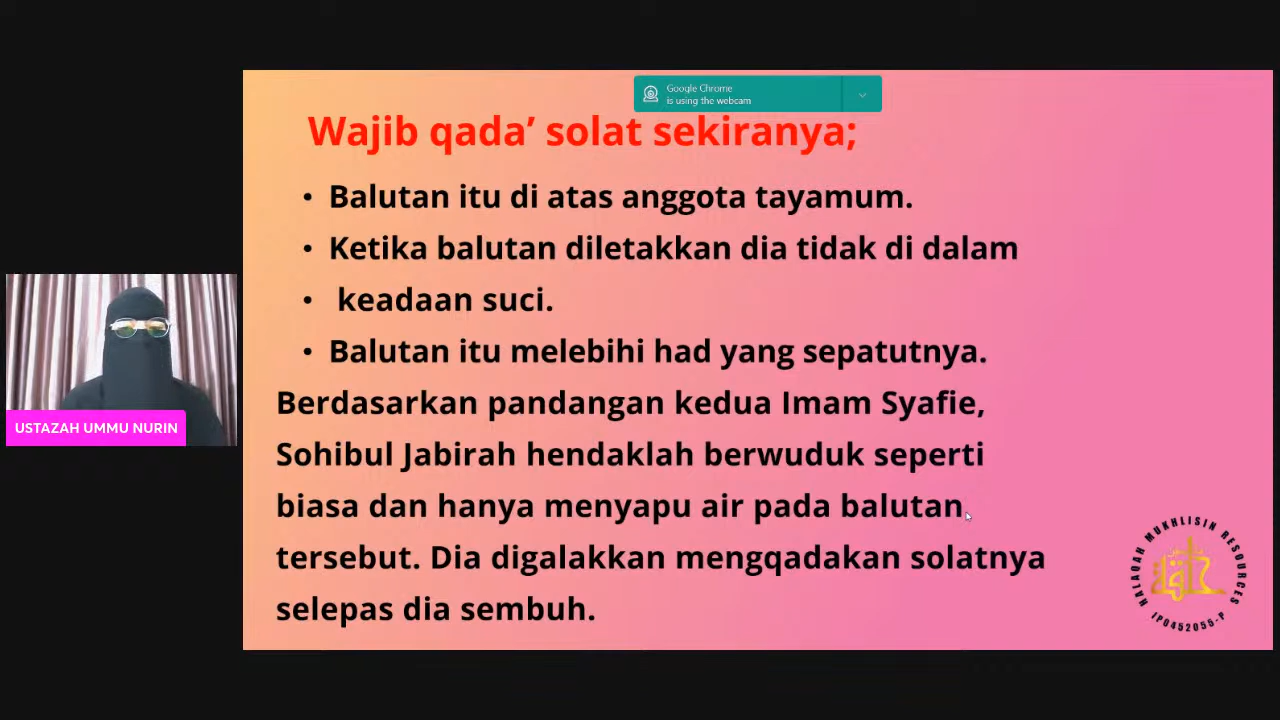 Google Chrome
is using the webcam
Wajib qada’ solat sekiranya;
• Balutan itu di atas anggota tayamum.
• Ketika balutan diletakkan dia tidak di dalam
• keadaan suci.
• Balutan itu melebihi had yang sepatutnya.
Berdasarkan pandangan kedua Imam Syafie,
Sohibul Jabirah hendaklah berwuduk seperti
biasa dan hanya menyapu air pada balutan
tersebut. Dia digalakkan mengqadakan solatnya
selepas dia sembuh.
USTAZAH UMMU NURIN
HALAQAH MUKHLISIN RESOURCES
IP0452055-P